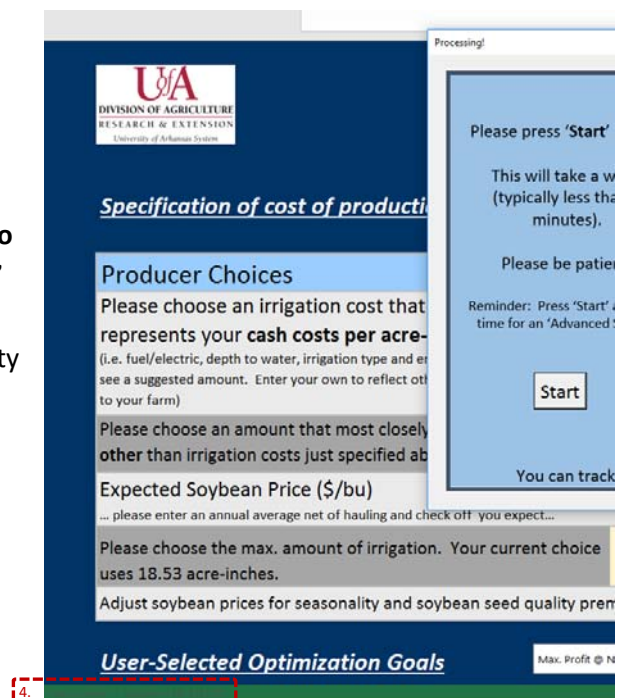 Processing!
UofA
DIVISION OF AGRICULTURE
RESEARCH & EXTENSION
University of Arkansas System
Please press 'Start'
This will take a w
(typically less tha
minutes).
Please be patien
Reminder: Press 'Start' a
time for an 'Advanced S
Start
You can track
o
ty
Specification of cost of producti
Producer Choices
Please choose an irrigation cost that
represents your cash costs per acre-
(i.e. fuel/electric, depth to water, irrigation type and en
see a suggested amount. Enter your own to reflect oth
to your farm)
Please choose an amount that most closely
other than irrigation costs just specified ab
Expected Soybean Price ($/bu)
... please enter an annual average net of hauling and check off you expect...
Please choose the max. amount of irrigation. Your current choice
uses 18.53 acre-inches.
Adjust soybean prices for seasonality and soybean seed quality prem
User-Selected Optimization Goals
Max. Profit @ N
4.